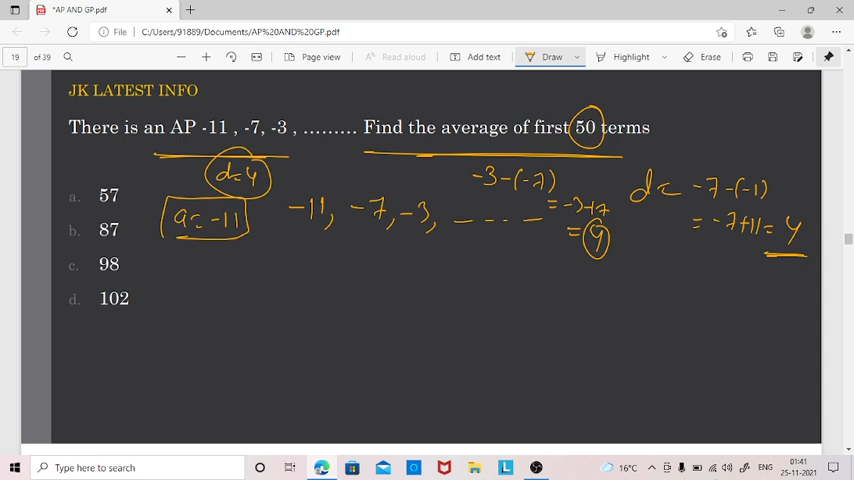 *AP AND GP.pdf
File C:/Users/91889/Documents/AP%20AND%20GP.pdf
19 of 39 Page view Read aloud Add text Draw Highlight Erase
JK LATEST INFO
There is an AP -11 , -7, -3 , ……… Find the average of first 50 terms
d=4
-3-(-7)
d= -7-(-1)
a. 57
= -3+7
a= -11
-11, -7, -3, - - - -
= -7+11= 4
b. 87
= 4
c. 98
d. 102
Type here to search
16°C ENG 01:41
25-11-2021